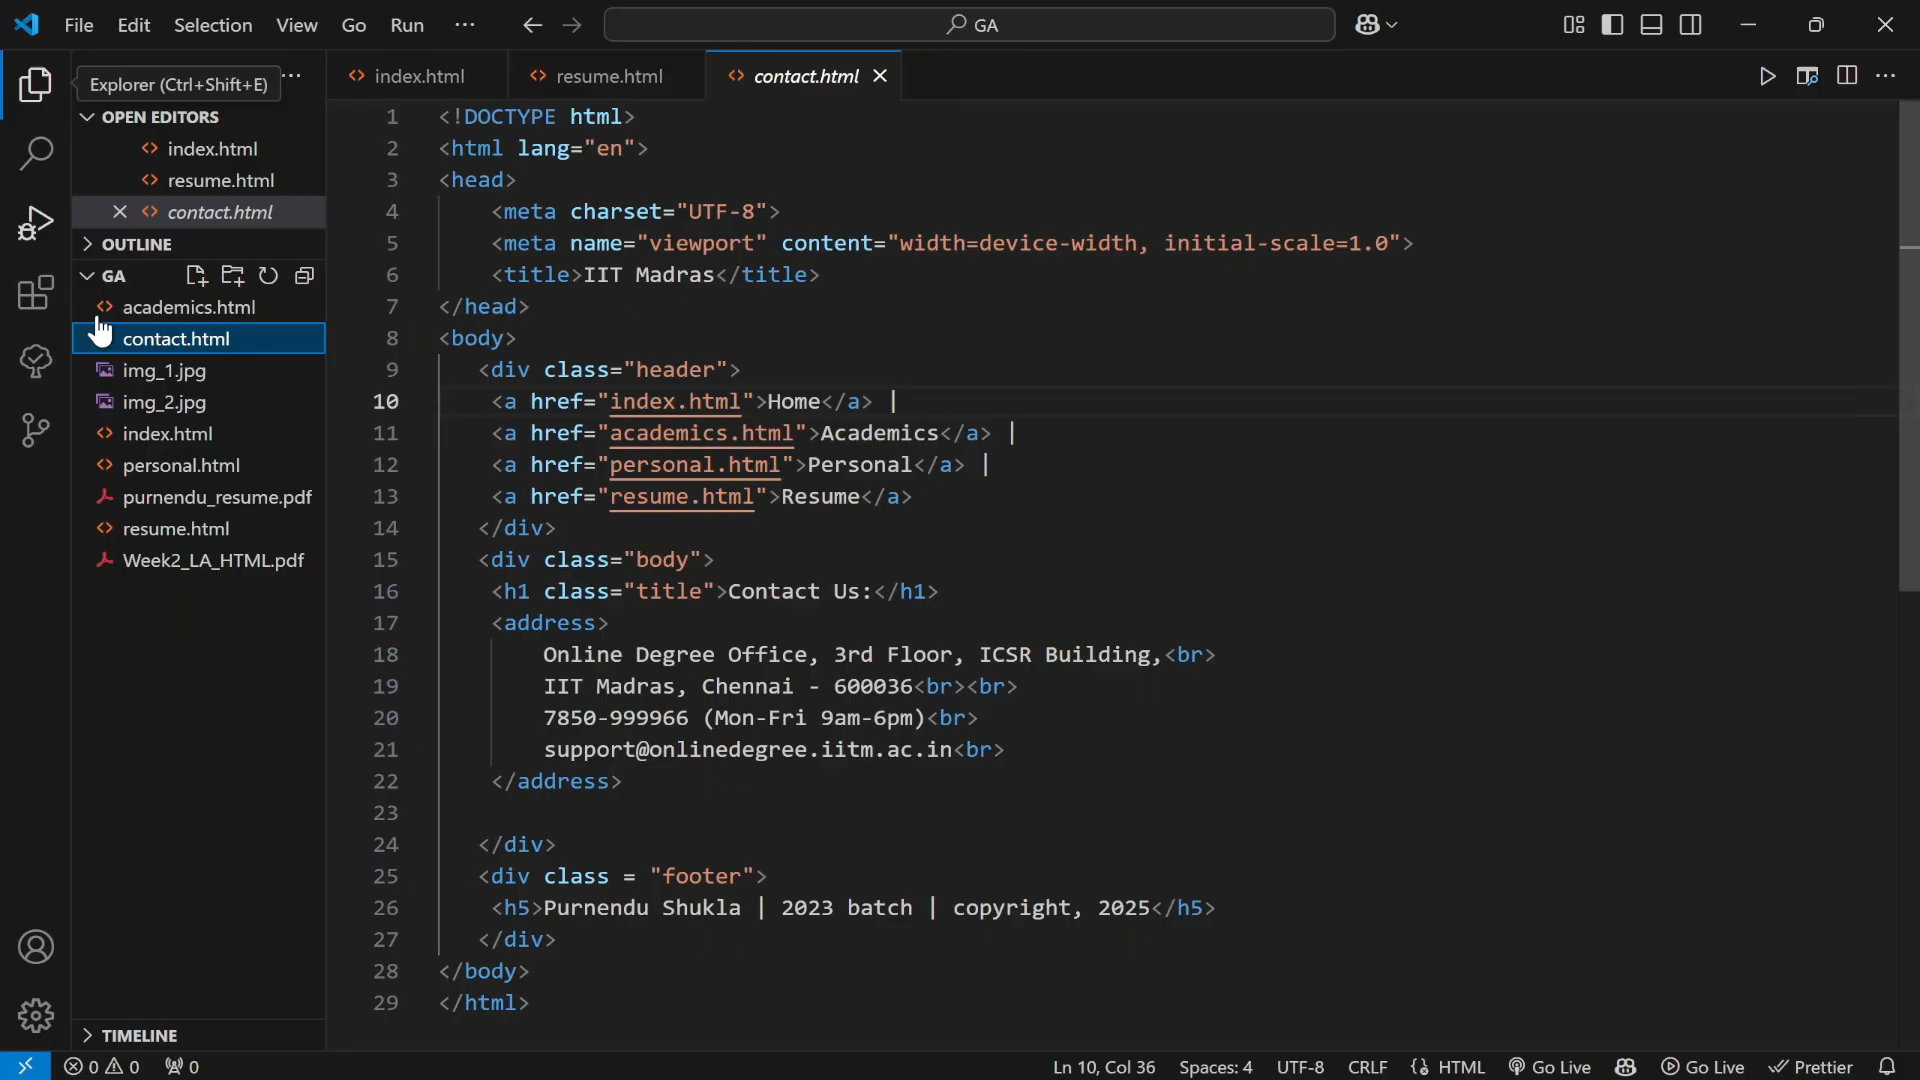 File Edit Selection View Go Run ··· GA
Explorer (Ctrl+Shift+E) ···
index.html resume.html contact.html
OPEN EDITORS
index.html
resume.html
contact.html
OUTLINE
GA
academics.html
contact.html
img_1.jpg
img_2.jpg
index.html
personal.html
purnendu_resume.pdf
resume.html
Week2_LA_HTML.pdf
TIMELINE
1 <!DOCTYPE html>
2 <html lang="en">
3 <head>
4 <meta charset="UTF-8">
5 <meta name="viewport" content="width=device-width, initial-scale=1.0">
6 <title>IIT Madras</title>
7 </head>
8 <body>
9 <div class="header">
10 <a href="index.html">Home</a> |
11 <a href="academics.html">Academics</a> |
12 <a href="personal.html">Personal</a> |
13 <a href="resume.html">Resume</a>
14 </div>
15 <div class="body">
16 <h1 class="title">Contact Us:</h1>
17 <address>
18 Online Degree Office, 3rd Floor, ICSR Building,<br>
19 IIT Madras, Chennai - 600036<br><br>
20 7850-999966 (Mon-Fri 9am-6pm)<br>
21 support@onlinedegree.iitm.ac.in<br>
22 </address>
23
24 </div>
25 <div class = "footer">
26 <h5>Purnendu Shukla | 2023 batch | copyright, 2025</h5>
27 </div>
28 </body>
29 </html>
0 0 0 Ln 10, Col 36 Spaces: 4 UTF-8 CRLF HTML Go Live Go Live Prettier